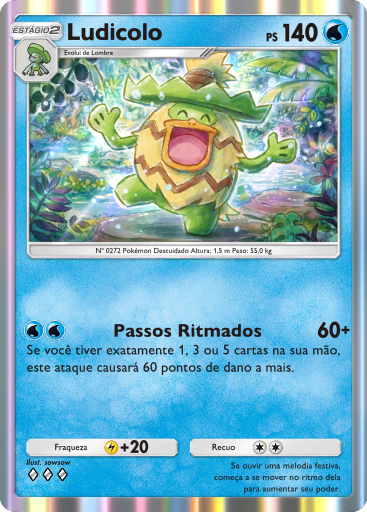 ESTÁGIO2
Ludicolo
PS 140
Evolui de Lombre
Nº 0272 Pokémon Descuidado Altura: 1,5 m Peso: 55,0 kg
Passos Ritmados 60+
Se você tiver exatamente 1, 3 ou 5 cartas na sua mão,
este ataque causará 60 pontos de dano a mais.
Fraqueza +20
Recuo
Ilust. sowsow
Se ouvir uma melodia festiva,
começa a se mover no ritmo dela
para aumentar seu poder.